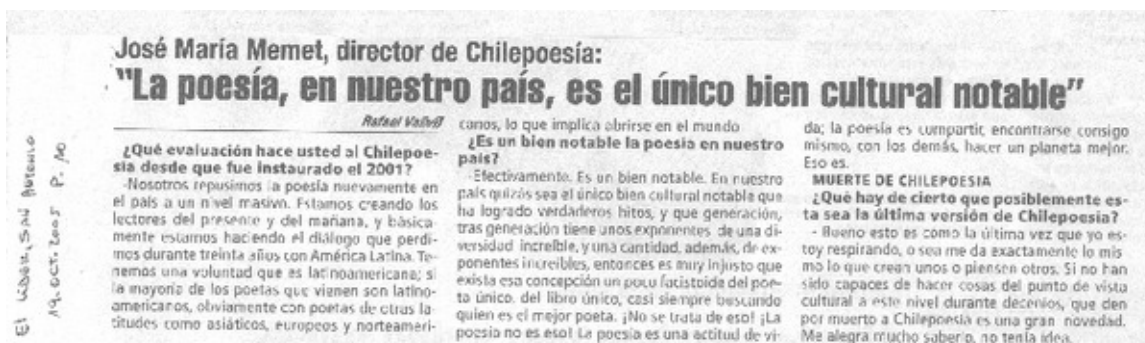 José María Memet, director de Chilepoesía:
"La poesía, en nuestro país, es el único bien cultural notable"
Rafael
¿Qué evaluación hace usted al Chilepoe-
sía desde que fue instaurado el 2001?
-Nosotros repusimos la poesía nuevamente en
el país a un nivel masivo. Estamos creando los
lectores del presente y del mañana, y básica-
mente estamos haciendo el diálogo que perdi-
mos durante treinta años con América Latina. Te-
nemos una voluntad que es latinoamericana; si
la mayoría de los poetas que vienen son latino-
americanos, obviamente con poetas de otras la-
titudes como asiáticos, europeos y norteameri-
canos, lo que implica abrirse en el mundo
¿Es un bien notable la poesía en nuestro
país?
-Efectivamente. Es un bien notable. En nuestro
país quizás sea el único bien cultural notable que
ha logrado verdaderos hitos, y que generación,
tras generación tiene unos exponentes de una di-
versidad increíble, y una cantidad, además, de ex-
ponentes increíbles, entonces es muy injusto que
exista esa concepción un poco facistoide del poe-
ta único, del libro único, casi siempre buscando
quien es el mejor poeta. ¡No se trata de eso! ¡La
poesía no es eso! La poesía es una actitud de vi-
da; la poesía es compartir, encontrarse consigo
mismo, con los demás, hacer un planeta mejor.
Eso es.
MUERTE DE CHILEPOESIA
¿Qué hay de cierto que posiblemente es-
ta sea la última versión de Chilepoesía?
- Bueno esto es como la última vez que yo es-
toy respirando, o sea me da exactamente lo mis-
mo lo que crean unos o piensen otros. Si no han
sido capaces de hacer cosas del punto de vista
cultural a este nivel durante decenios, que den
por muerto a Chilepoesía es una gran novedad.
Me alegra mucho saberlo, no tenía idea.
El Líder, SAN ANTONIO
19. OCT. 2005 P. 10